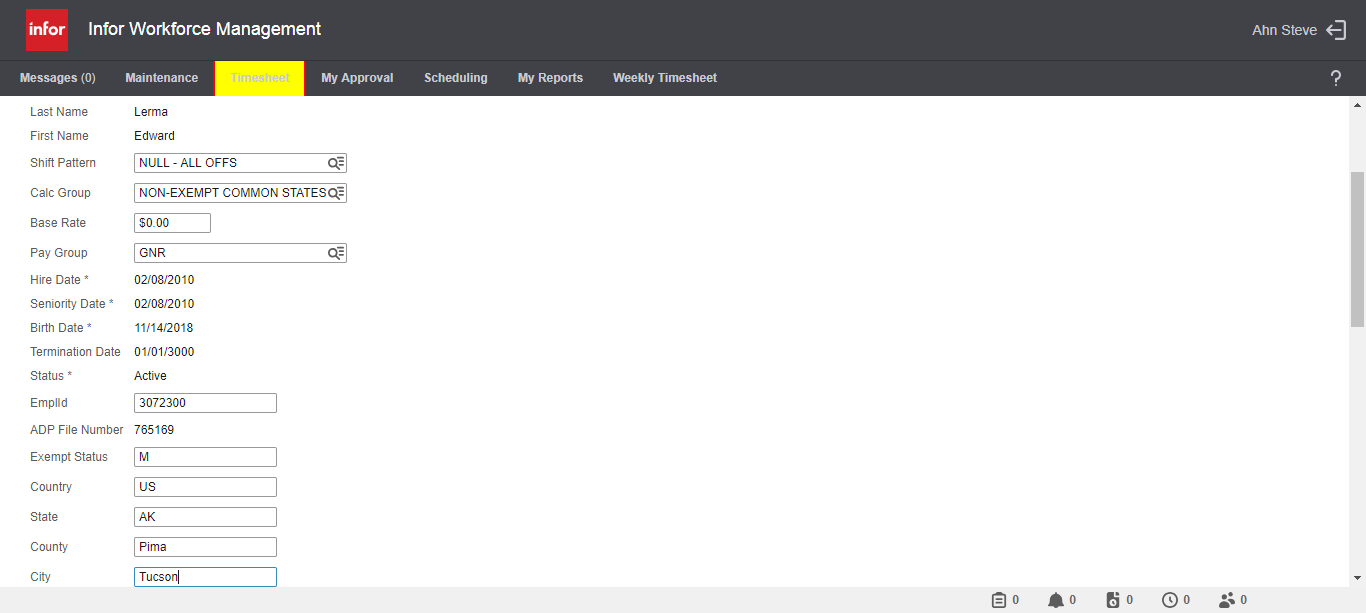 infor Infor Workforce Management Ahn Steve
Messages (0) Maintenance Timesheet My Approval Scheduling My Reports Weekly Timesheet ?
Last Name Lerma
First Name Edward
Shift Pattern NULL - ALL OFFS
Calc Group NON-EXEMPT COMMON STATES
Base Rate $0.00
Pay Group GNR
Hire Date * 02/08/2010
Seniority Date * 02/08/2010
Birth Date * 11/14/2018
Termination Date 01/01/3000
Status * Active
EmplId 3072300
ADP File Number 765169
Exempt Status M
Country US
State AK
County Pima
City Tucson
0 0 0 0 0